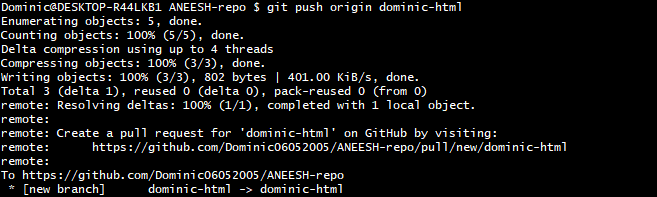 Dominic@DESKTOP-R44LKB1 ANEESH-repo $ git push origin dominic-html
Enumerating objects: 5, done.
Counting objects: 100% (5/5), done.
Delta compression using up to 4 threads
Compressing objects: 100% (3/3), done.
Writing objects: 100% (3/3), 802 bytes | 401.00 KiB/s, done.
Total 3 (delta 1), reused 0 (delta 0), pack-reused 0 (from 0)
remote: Resolving deltas: 100% (1/1), completed with 1 local object.
remote:
remote: Create a pull request for 'dominic-html' on GitHub by visiting:
remote:      https://github.com/Dominic06052005/ANEESH-repo/pull/new/dominic-html
remote:
To https://github.com/Dominic06052005/ANEESH-repo
 * [new branch]      dominic-html -> dominic-html